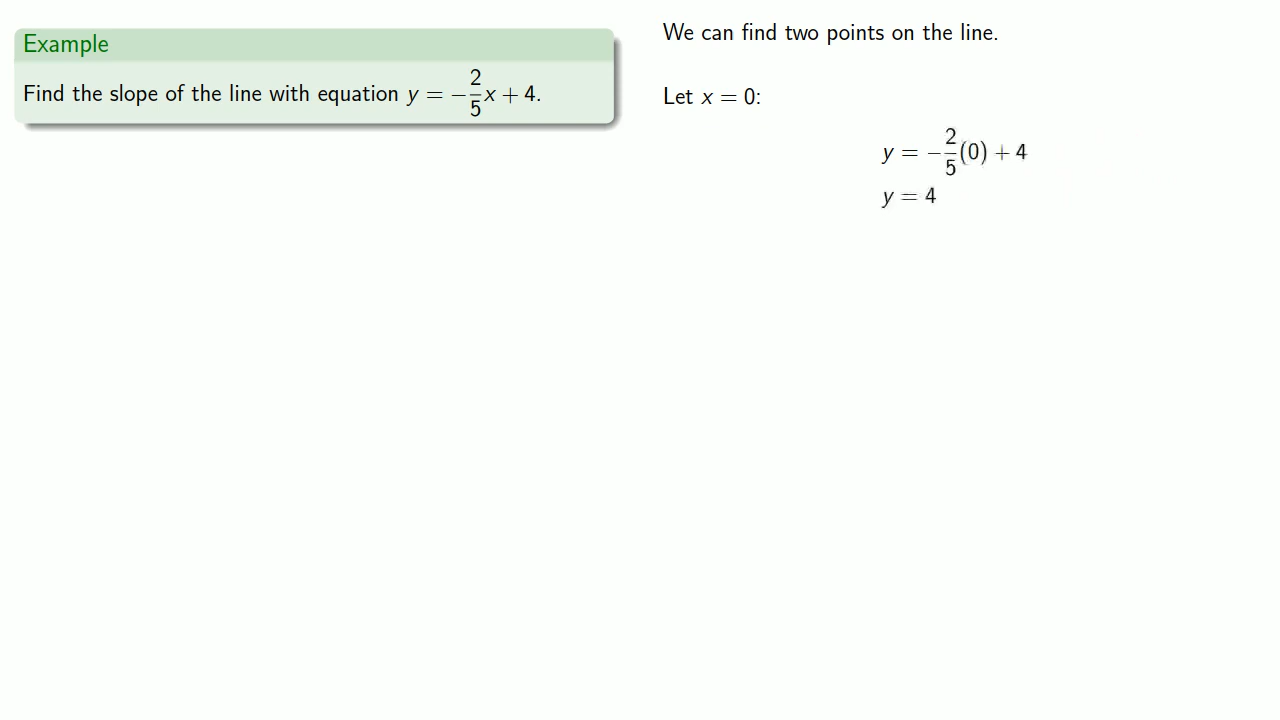 Example
Find the slope of the line with equation y = −2/5x + 4.
We can find two points on the line.
Let x = 0:
y = −2/5(0) + 4
y = 4